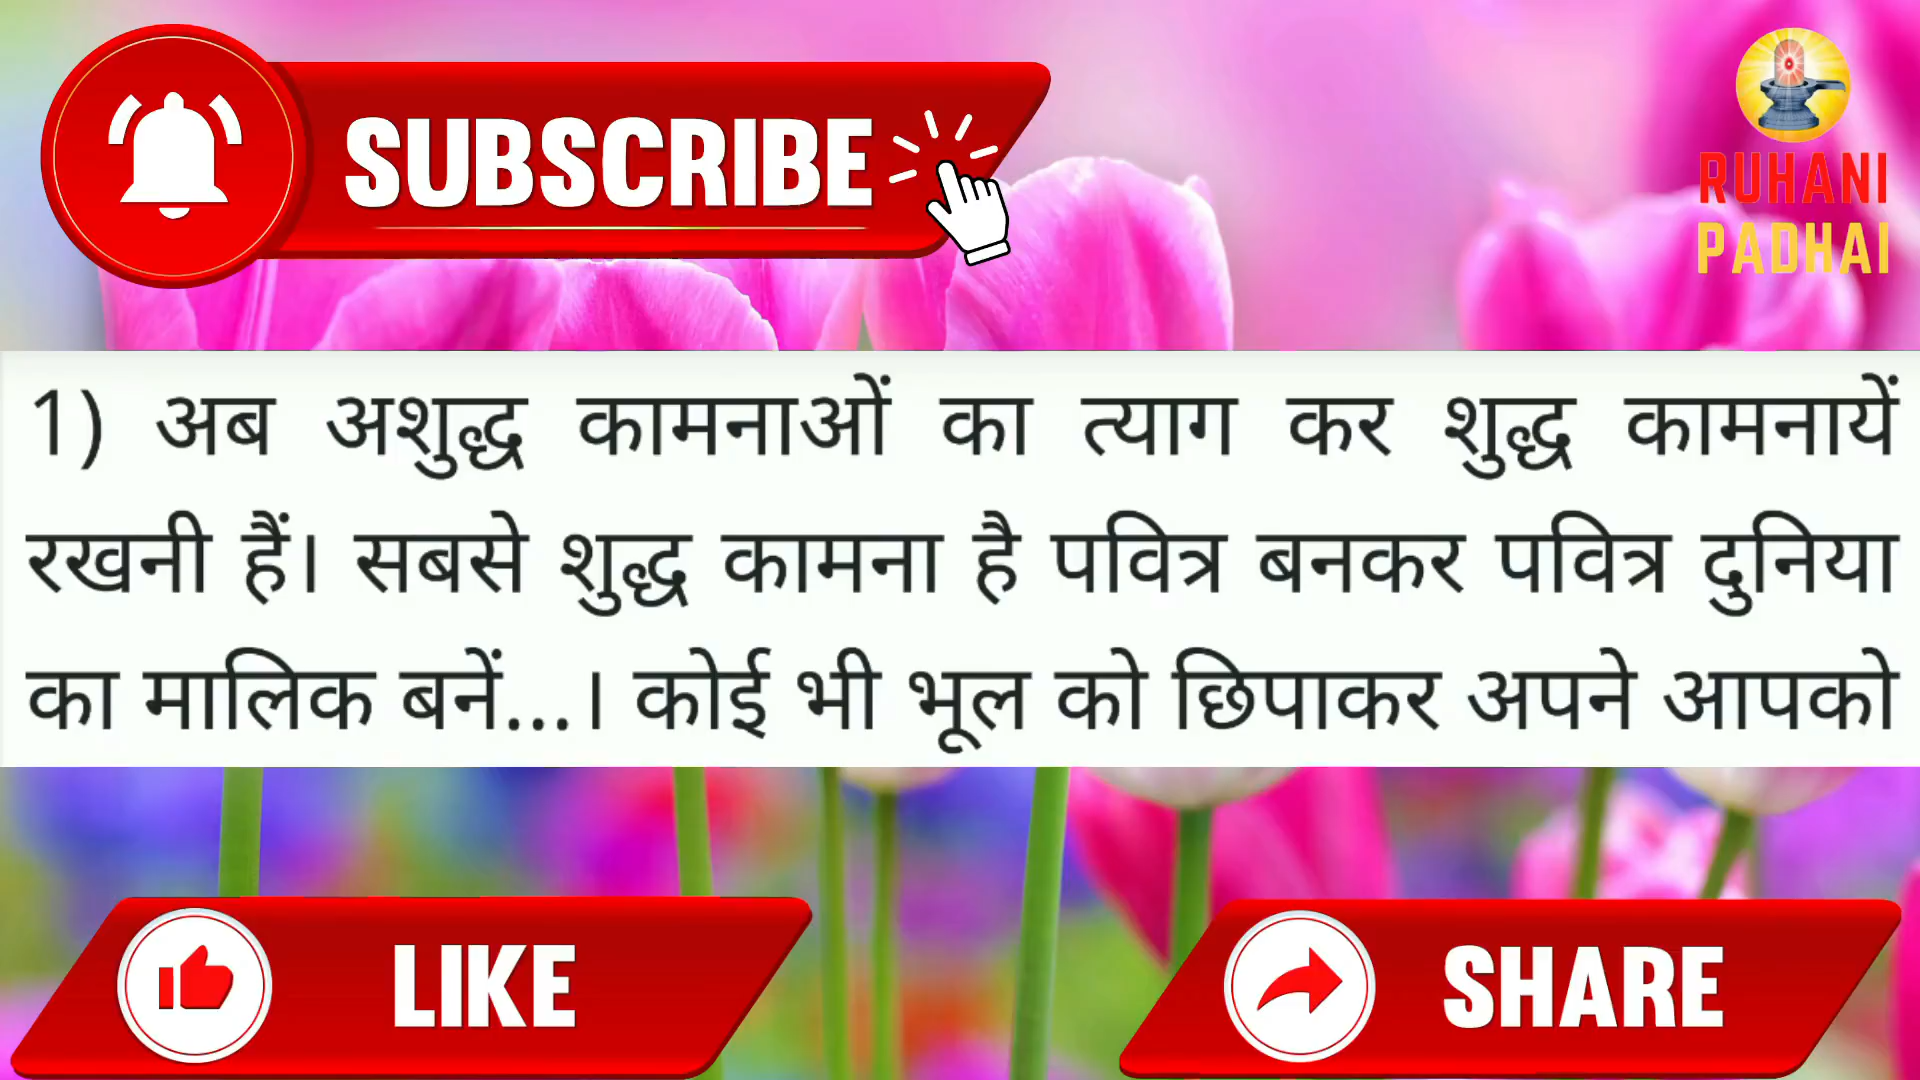 SUBSCRIBE
RUHANI
PADHAI
1) अब अशुद्ध कामनाओं का त्याग कर शुद्ध कामनायें
रखनी हैं। सबसे शुद्ध कामना है पवित्र बनकर पवित्र दुनिया
का मालिक बनें...। कोई भी भूल को छिपाकर अपने आपको
LIKE
SHARE